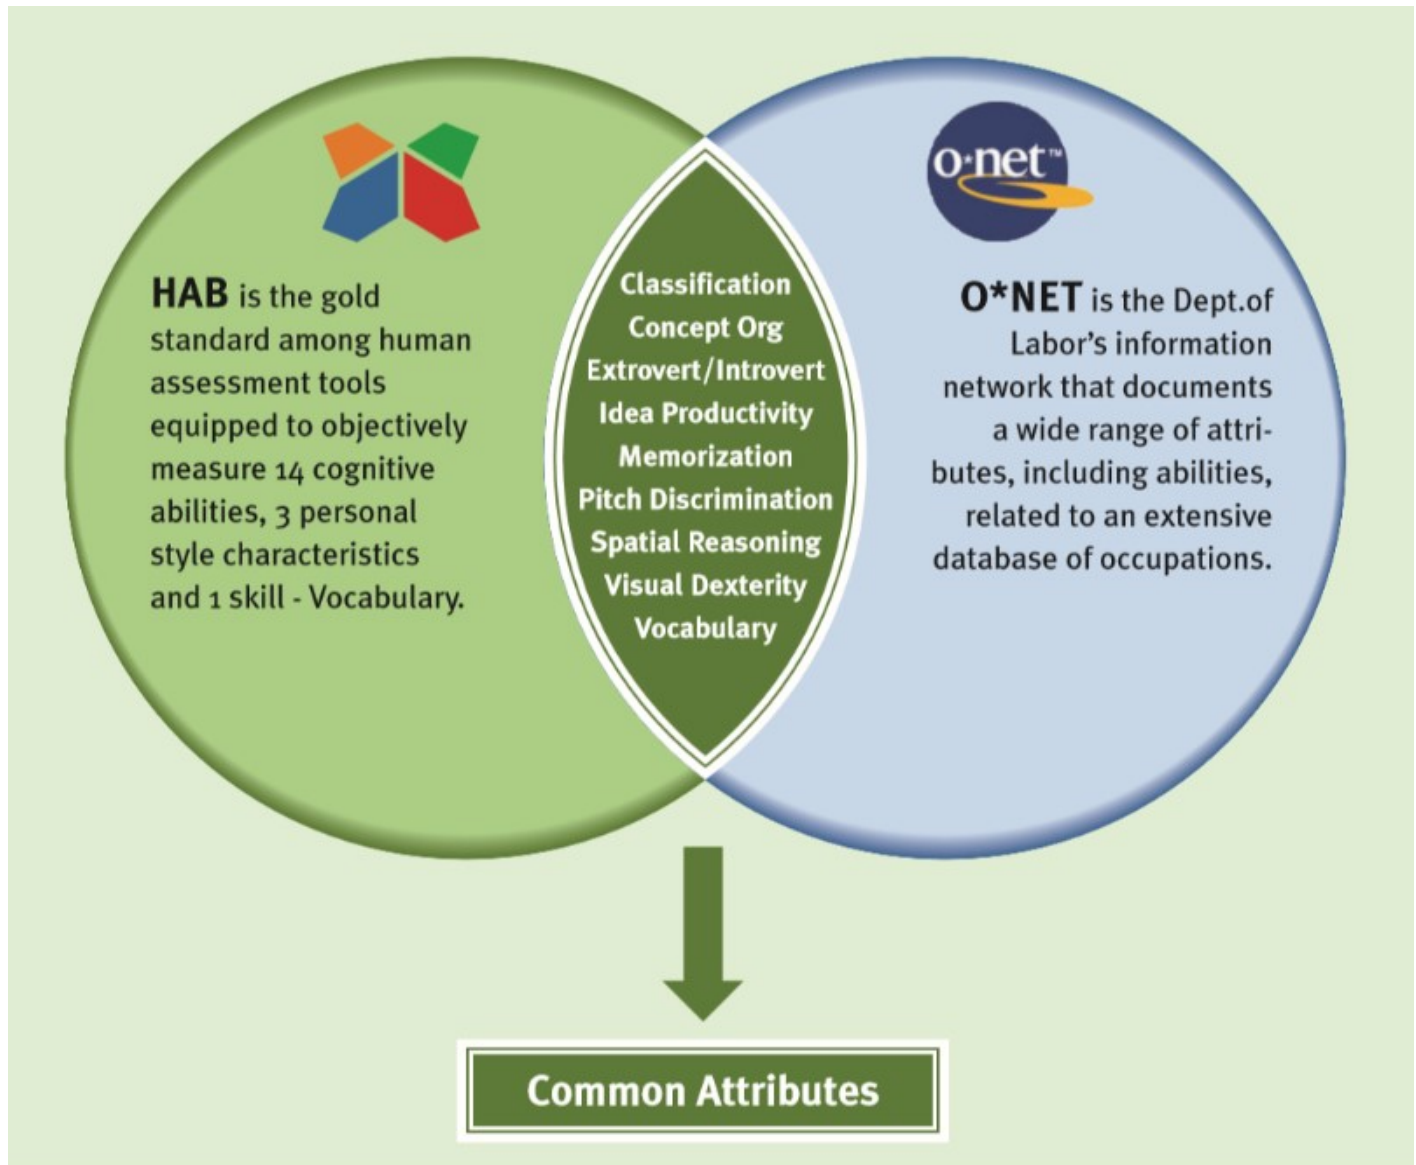 HAB is the gold
standard among human
assessment tools
equipped to objectively
measure 14 cognitive
abilities, 3 personal
style characteristics
and 1 skill - Vocabulary.
Classification
Concept Org
Extrovert/Introvert
Idea Productivity
Memorization
Pitch Discrimination
Spatial Reasoning
Visual Dexterity
Vocabulary
o*net™
O*NET is the Dept.of
Labor's information
network that documents
a wide range of attri-
butes, including abilities,
related to an extensive
database of occupations.
Common Attributes